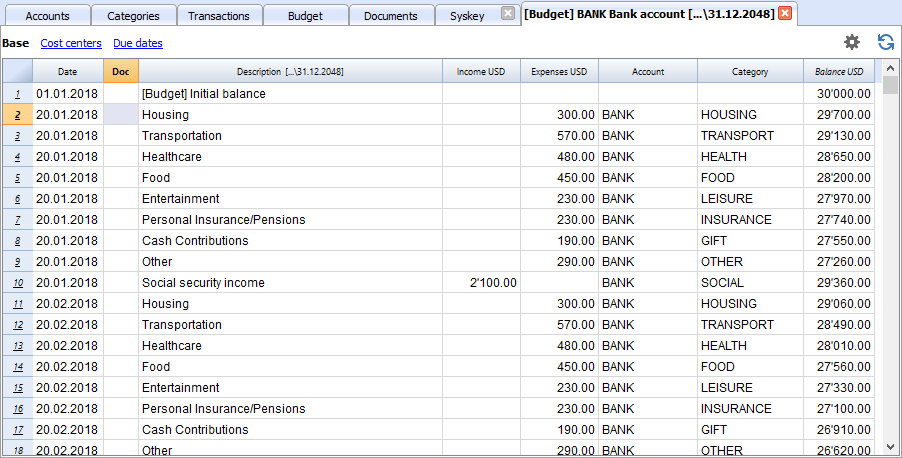 Accounts Categories Transactions Budget Documents Syskey [Budget] BANK Bank account [...\31.12.2048]
Base Cost centers Due dates
Date Doc Description [...\31.12.2048] Income USD Expenses USD Account Category Balance USD
1 01.01.2018 [Budget] Initial balance 30'000.00
2 20.01.2018 Housing 300.00 BANK HOUSING 29'700.00
3 20.01.2018 Transportation 570.00 BANK TRANSPORT 29'130.00
4 20.01.2018 Healthcare 480.00 BANK HEALTH 28'650.00
5 20.01.2018 Food 450.00 BANK FOOD 28'200.00
6 20.01.2018 Entertainment 230.00 BANK LEISURE 27'970.00
7 20.01.2018 Personal Insurance/Pensions 230.00 BANK INSURANCE 27'740.00
8 20.01.2018 Cash Contributions 190.00 BANK GIFT 27'550.00
9 20.01.2018 Other 290.00 BANK OTHER 27'260.00
10 20.01.2018 Social security income 2'100.00 BANK SOCIAL 29'360.00
11 20.02.2018 Housing 300.00 BANK HOUSING 29'060.00
12 20.02.2018 Transportation 570.00 BANK TRANSPORT 28'490.00
13 20.02.2018 Healthcare 480.00 BANK HEALTH 28'010.00
14 20.02.2018 Food 450.00 BANK FOOD 27'560.00
15 20.02.2018 Entertainment 230.00 BANK LEISURE 27'330.00
16 20.02.2018 Personal Insurance/Pensions 230.00 BANK INSURANCE 27'100.00
17 20.02.2018 Cash Contributions 190.00 BANK GIFT 26'910.00
18 20.02.2018 Other 290.00 BANK OTHER 26'620.00